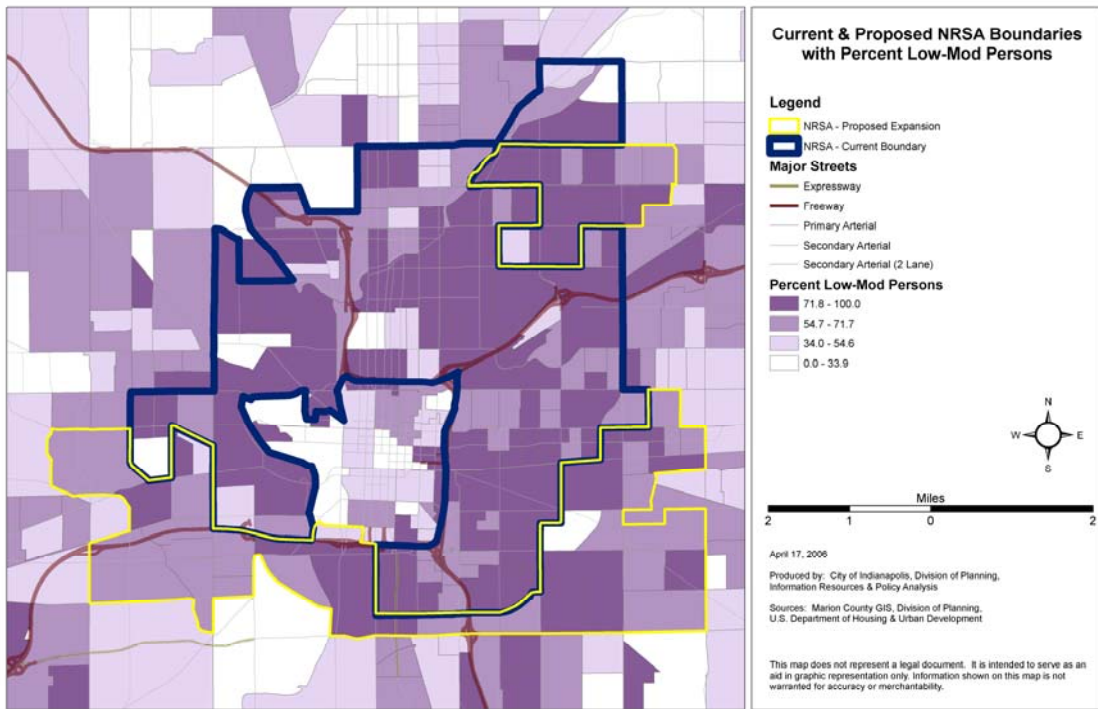 Current & Proposed NRSA Boundaries
with Percent Low-Mod Persons
Legend
NRSA - Proposed Expansion
NRSA - Current Boundary
Major Streets
Expressway
Freeway
Primary Arterial
Secondary Arterial
Secondary Arterial (2 Lane)
Percent Low-Mod Persons
71.8 - 100.0
54.7 - 71.7
34.0 - 54.6
0.0 - 33.9
N
W E
S
Miles
2 1 0 2
April 17, 2006
Produced by: City of Indianapolis, Division of Planning,
Information Resources & Policy Analysis
Sources: Marion County GIS, Division of Planning,
U.S. Department of Housing & Urban Development
This map does not represent a legal document. It is intended to serve as an
aid in graphic representation only. Information shown on this map is not
warranted for accuracy or merchantability.